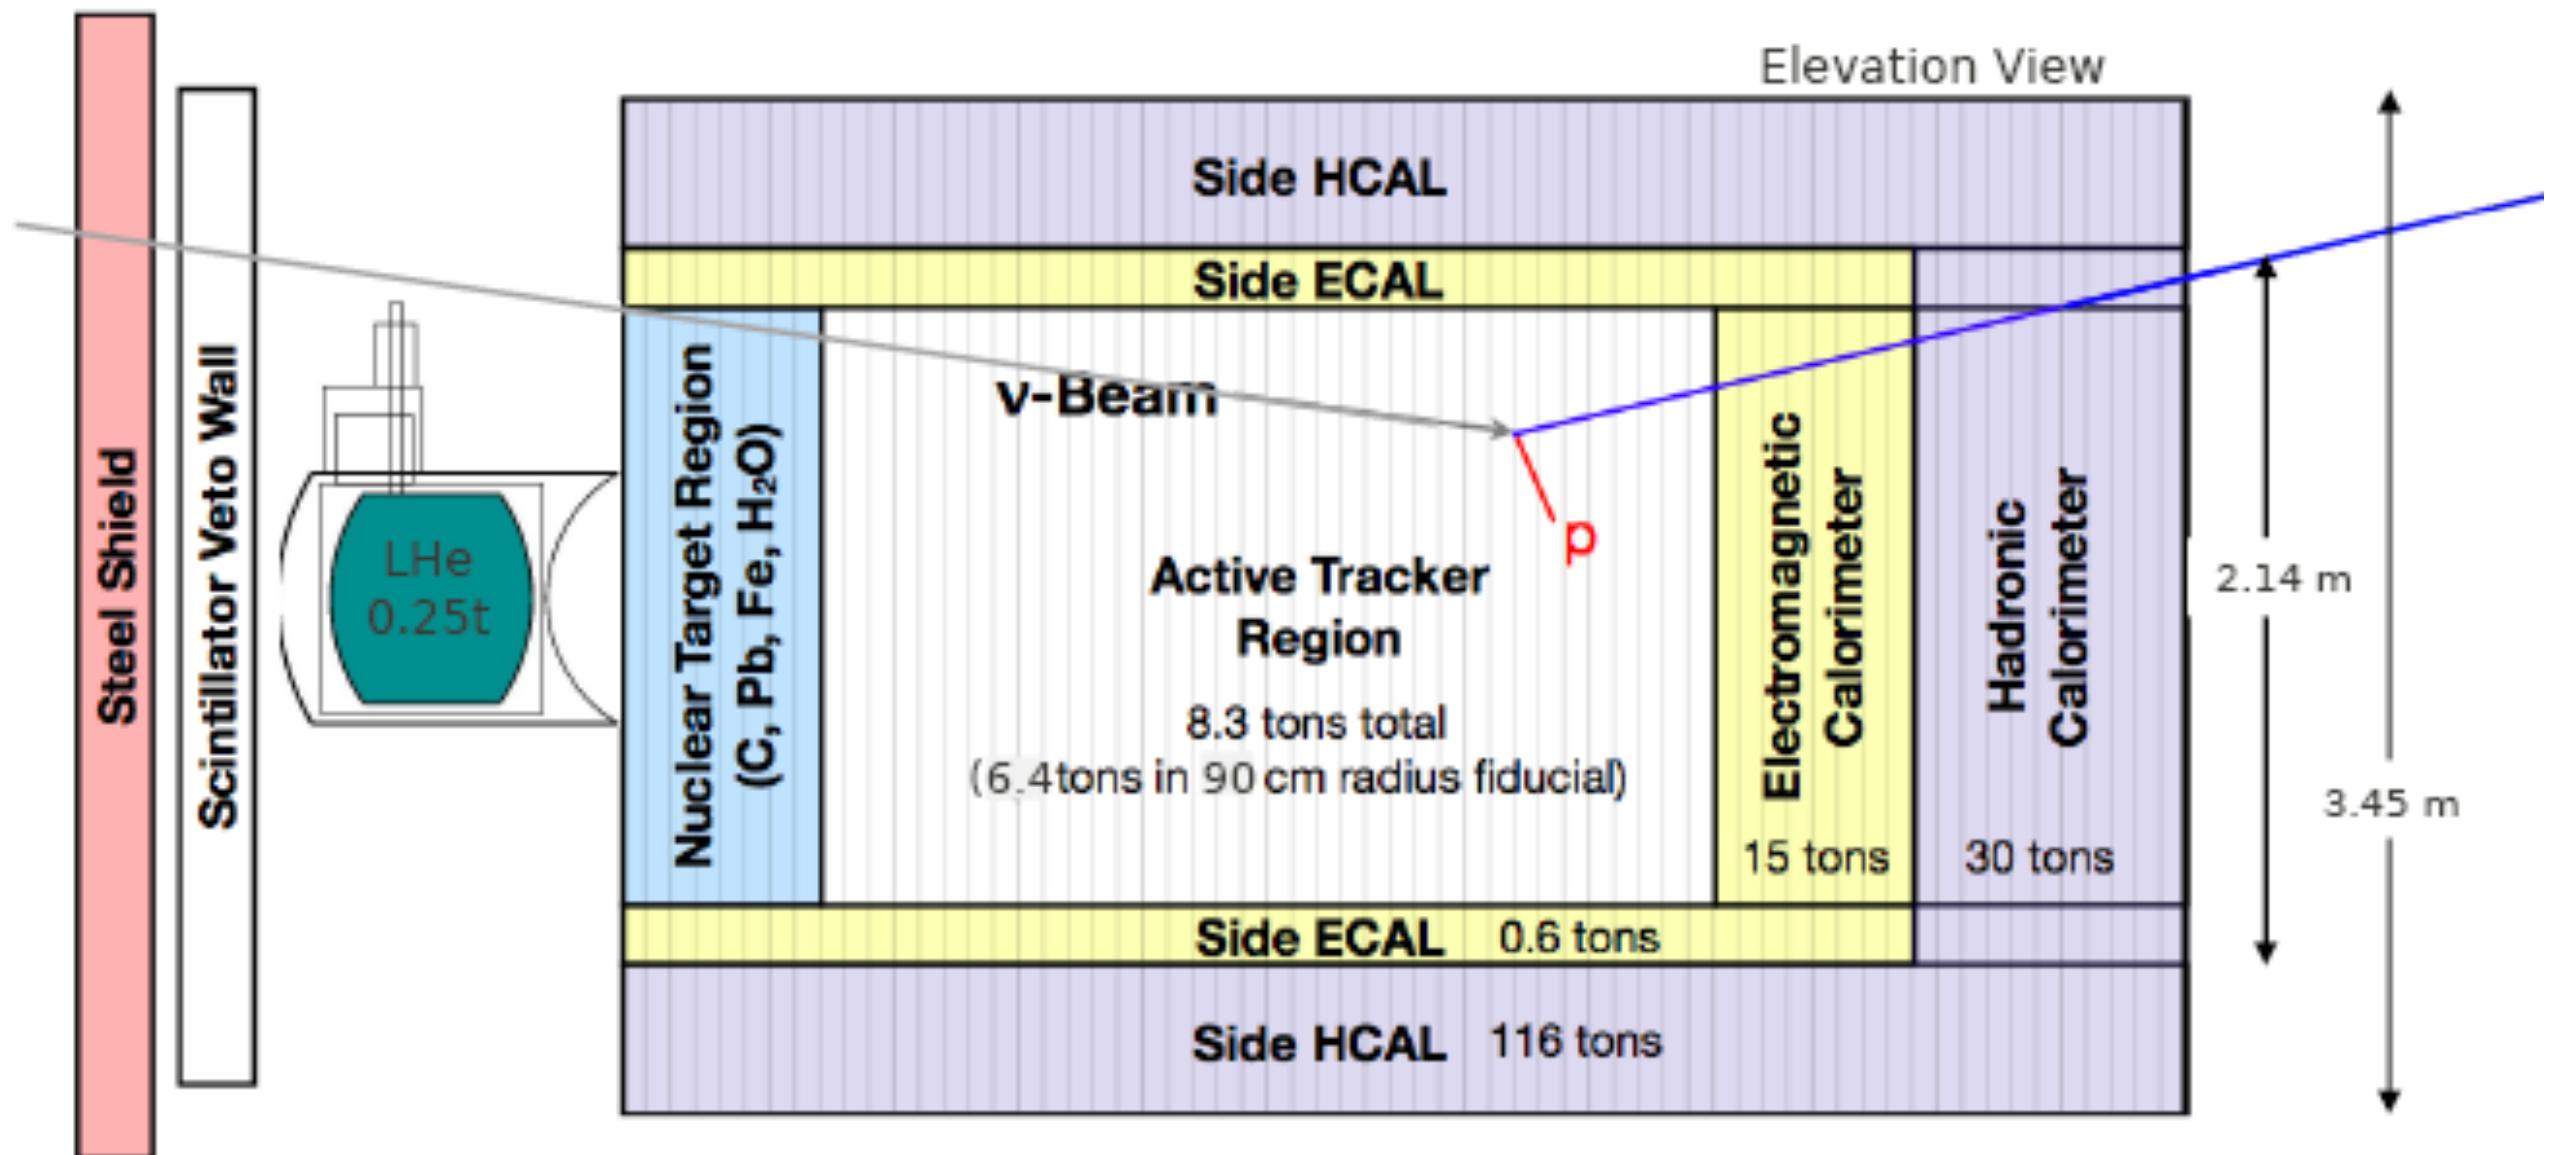 Elevation View
Side HCAL
Side ECAL
Steel Shield
Scintillator Veto Wall
LHe
0.25t
Nuclear Target Region
(C, Pb, Fe, H₂O)
ν-Beam
p
Active Tracker
Region
8.3 tons total
(6.4tons in 90 cm radius fiducial)
Electromagnetic
Calorimeter
15 tons
Hadronic
Calorimeter
30 tons
2.14 m
3.45 m
Side ECAL 0.6 tons
Side HCAL 116 tons